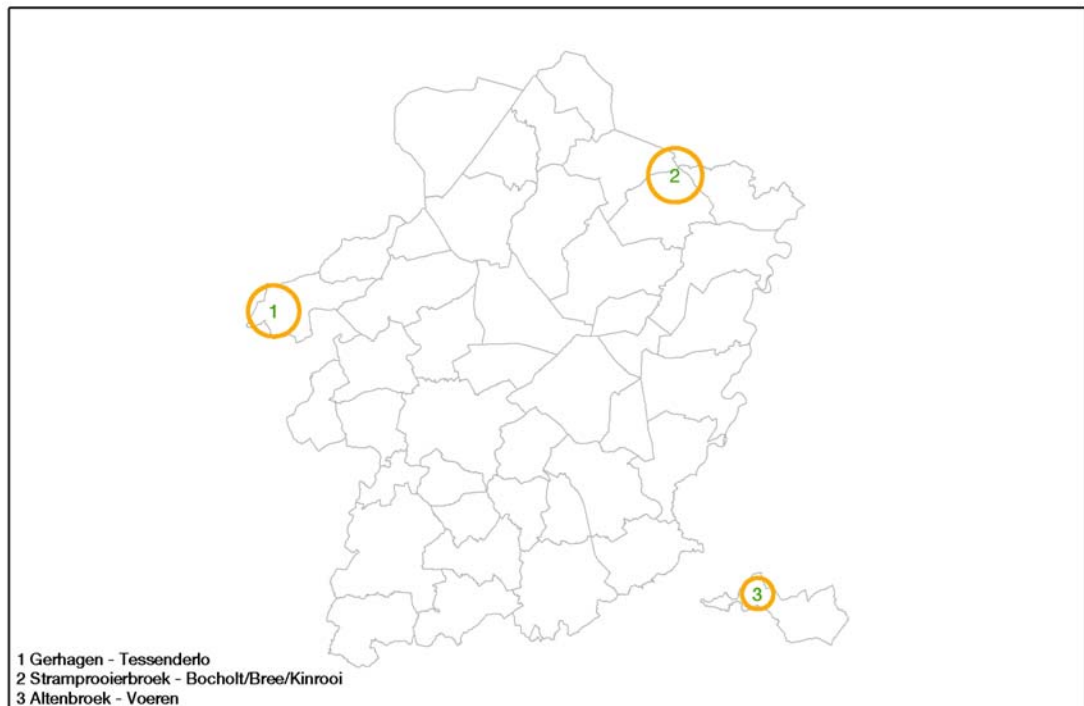 2
1
3
1 Gerhagen - Tessenderlo
2 Stramprooierbroek - Bocholt/Bree/Kinrooi
3 Altenbroek - Voeren